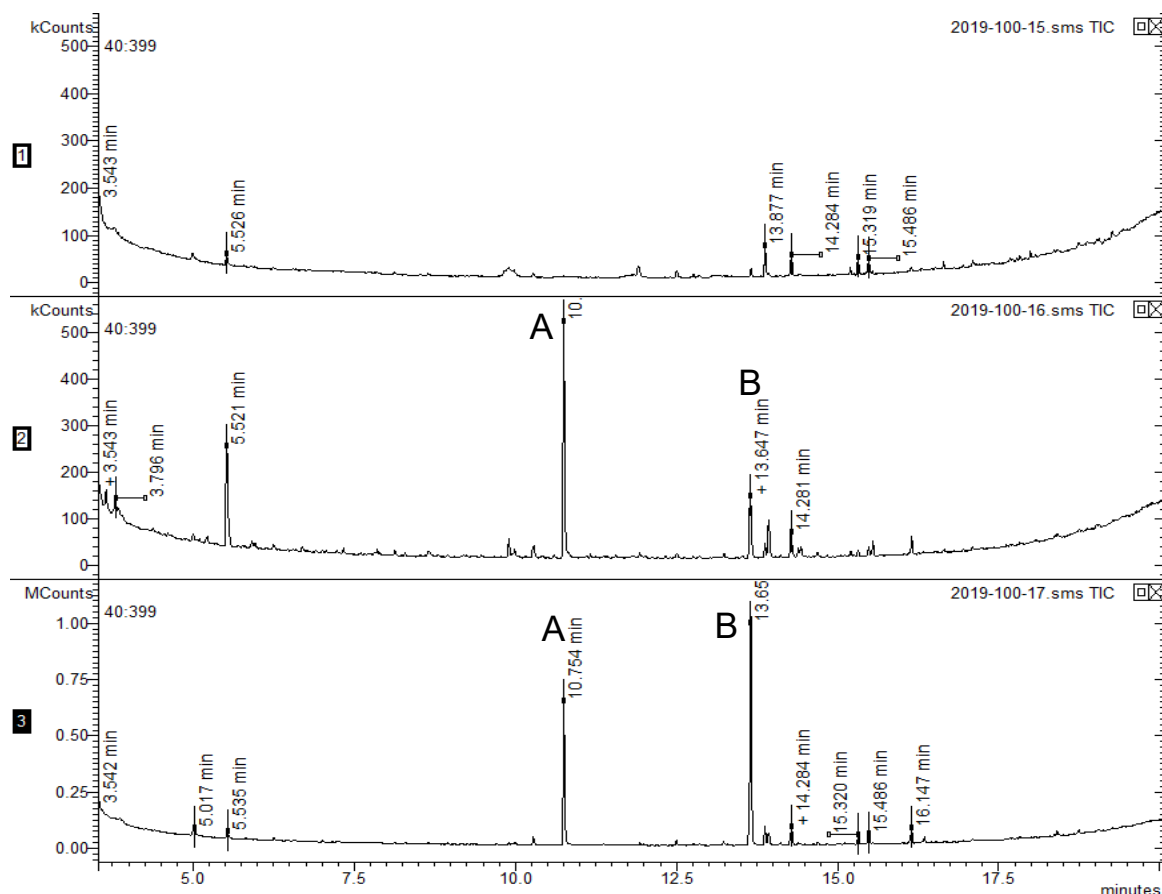 kCounts 2019-100-15.sms TIC
40:399
500
400
300
200
100
0
1
3.543 min
5.526 min
13.877 min
14.284 min
15.319 min
15.486 min
kCounts 2019-100-16.sms TIC
40:399
500
400
300
200
100
0
2
+ 3.543 min
3.796 min
5.521 min
A
10.
B
+ 13.647 min
14.281 min
MCounts 2019-100-17.sms TIC
40:399
1.00
0.75
0.50
0.25
0.00
3
3.542 min
5.017 min
5.535 min
A
10.754 min
B
13.65
+ 14.284 min
15.320 min
15.486 min
16.147 min
5.0 7.5 10.0 12.5 15.0 17.5
minutes